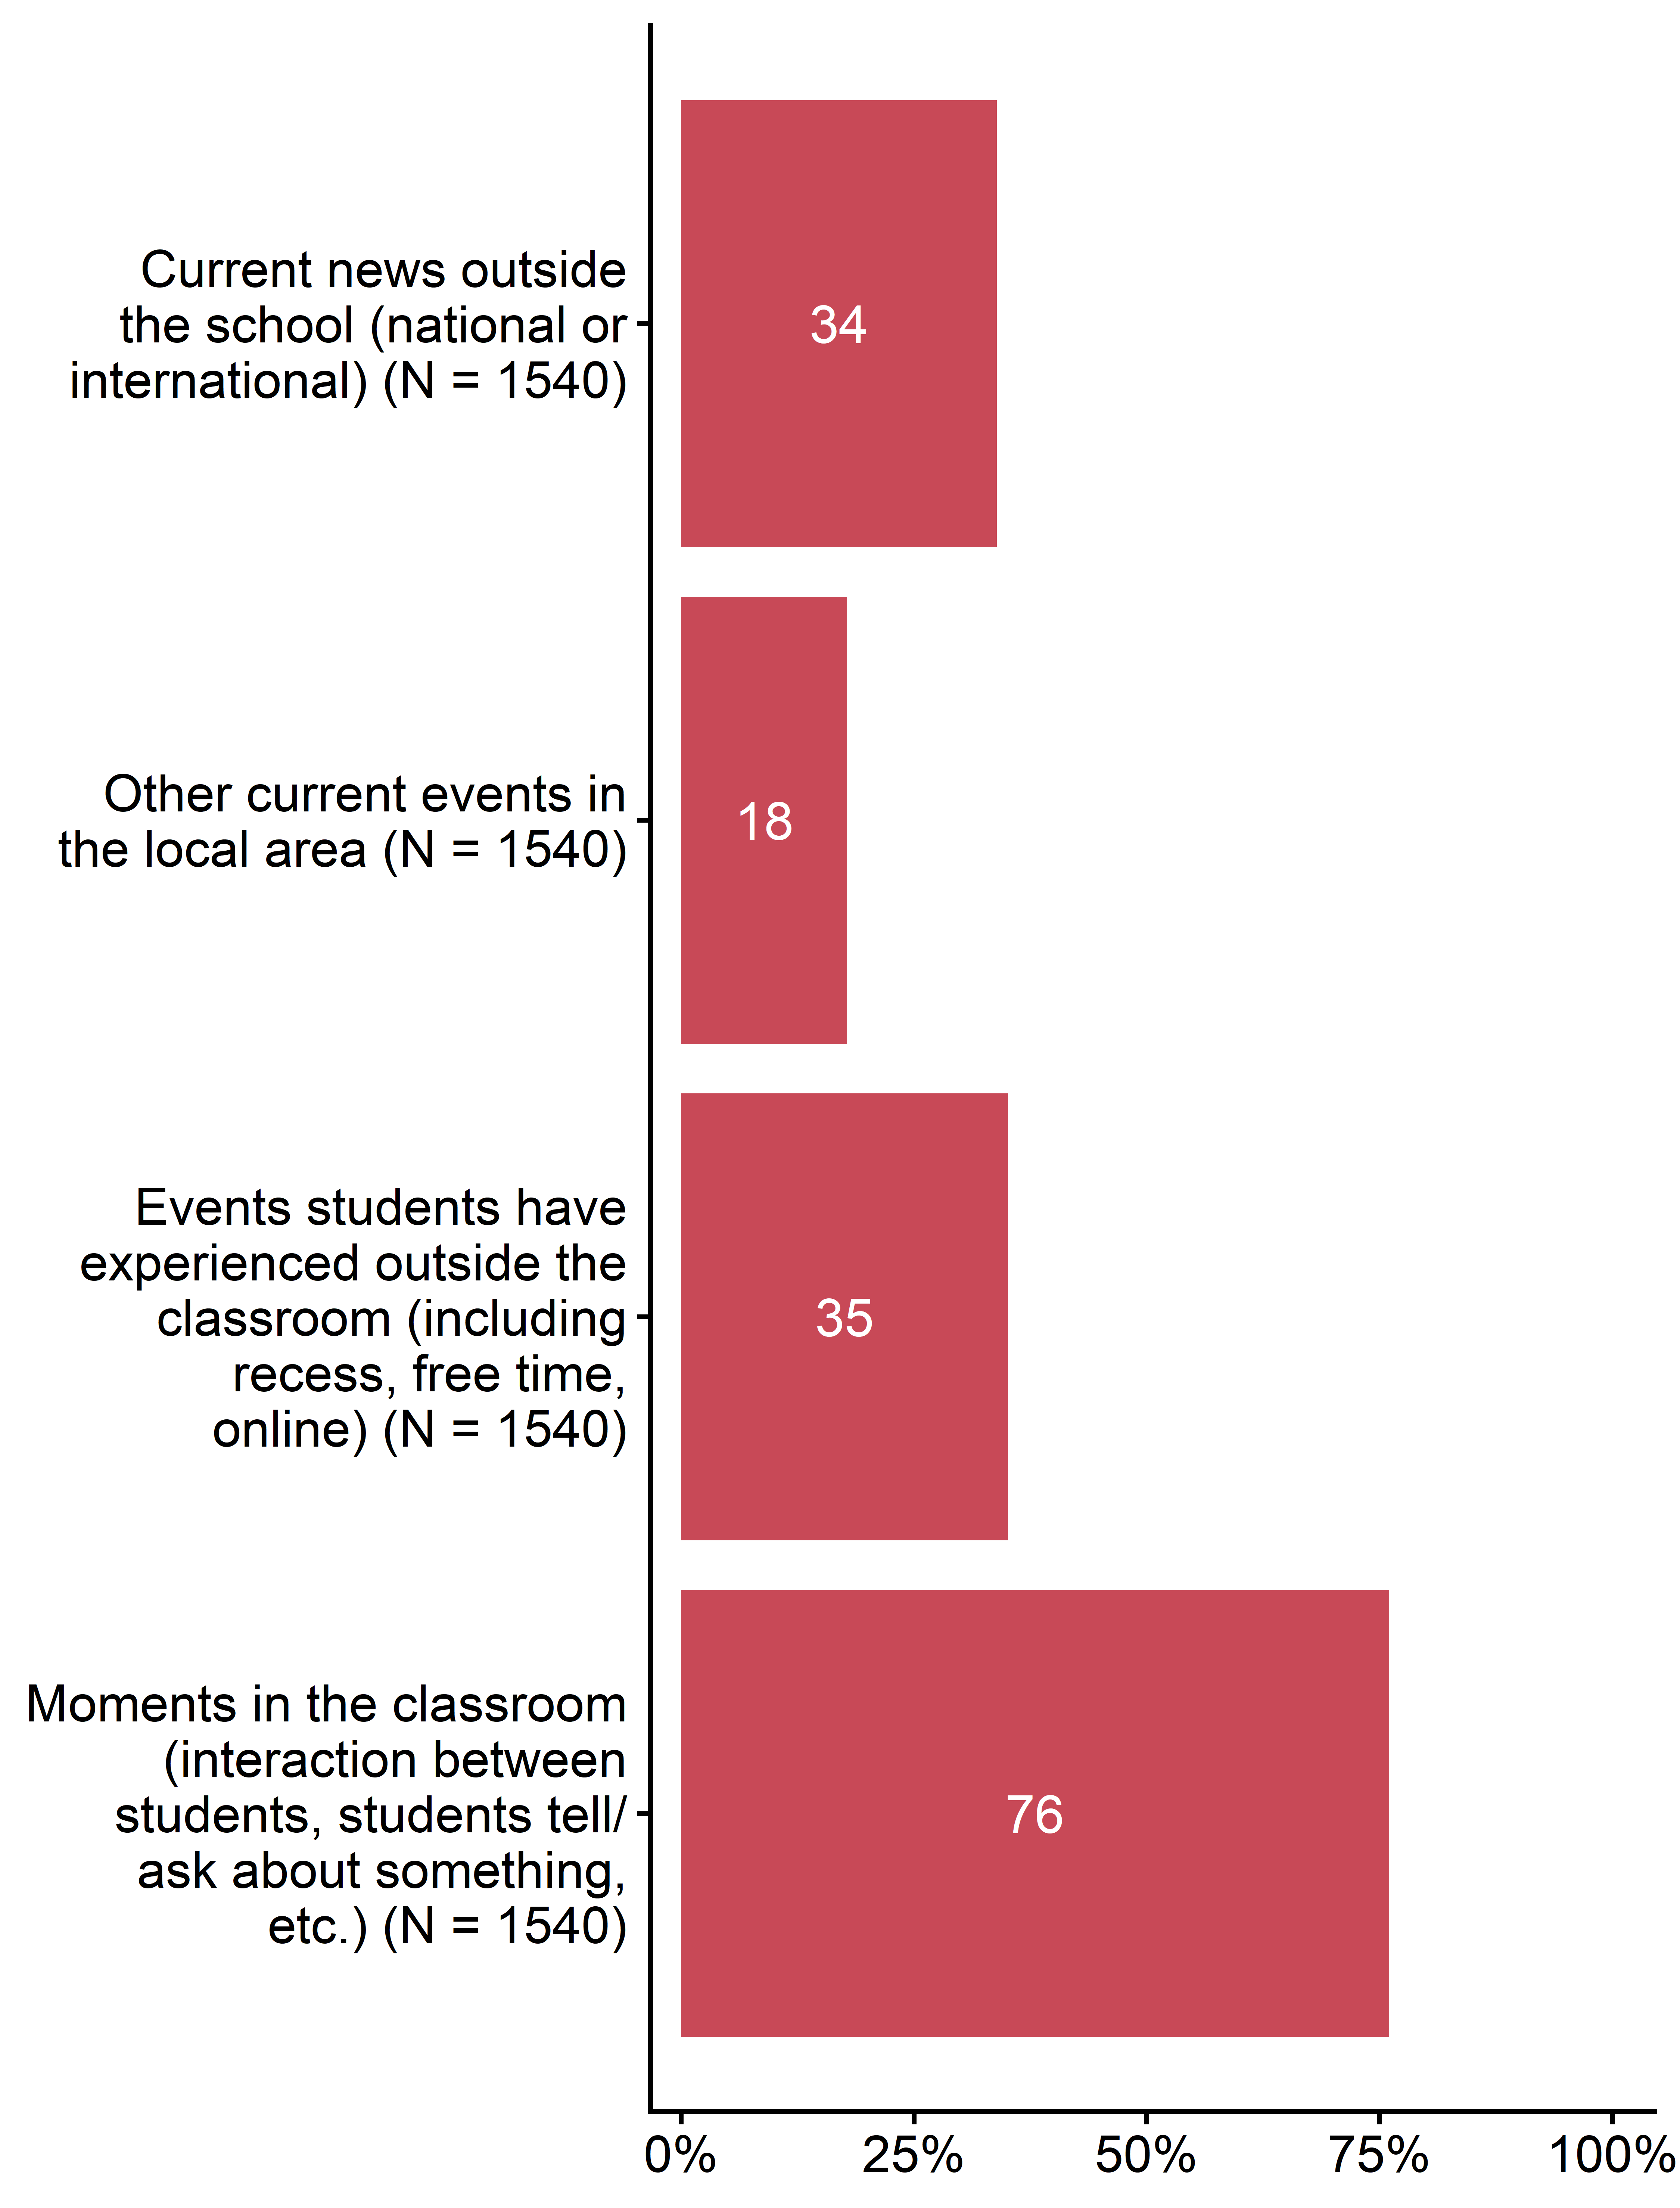 Current news outside
the school (national or
international) (N = 1540)
34
Other current events in
the local area (N = 1540)
18
Events students have
experienced outside the
classroom (including
recess, free time,
online) (N = 1540)
35
Moments in the classroom
(interaction between
students, students tell/
ask about something,
etc.) (N = 1540)
76
0% 25% 50% 75% 100%